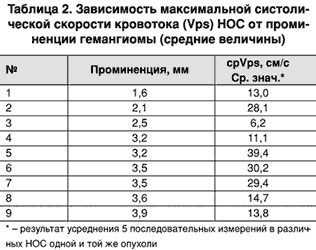 Таблица 2. Зависимость максимальной систоли-
ческой скорости кровотока (Vps) НОС от проми-
ненции гемангиомы (средние величины)
№ Проминенция, мм срVps, см/с
Ср. знач.*
1 1,6 13,0
2 2,1 28,1
3 2,5 6,2
4 3,2 11,1
5 3,2 39,4
6 3,5 30,2
7 3,5 29,4
8 3,6 14,7
9 3,9 13,8
* – результат усреднения 5 последовательных измерений в различ-
ных НОС одной и той же опухоли